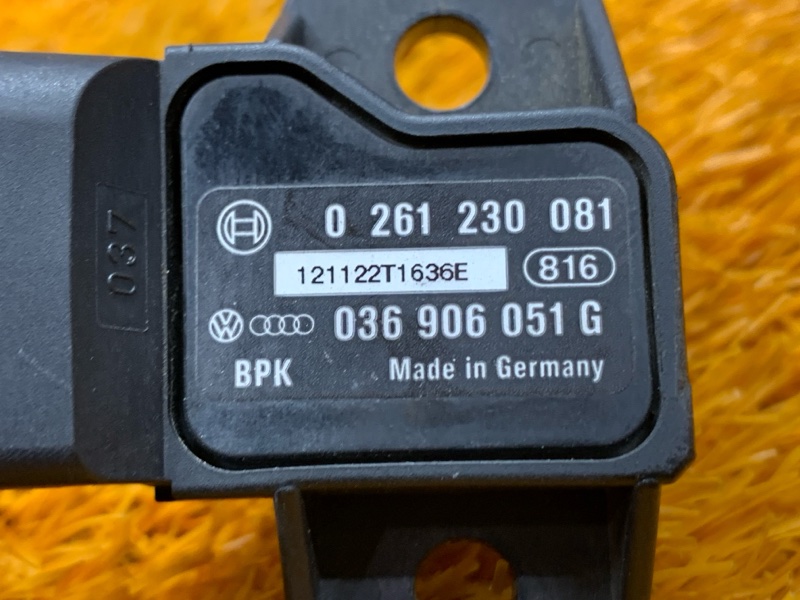 037
0 261 230 081
121122T1636E
816
036 906 051 G
BPK Made in Germany